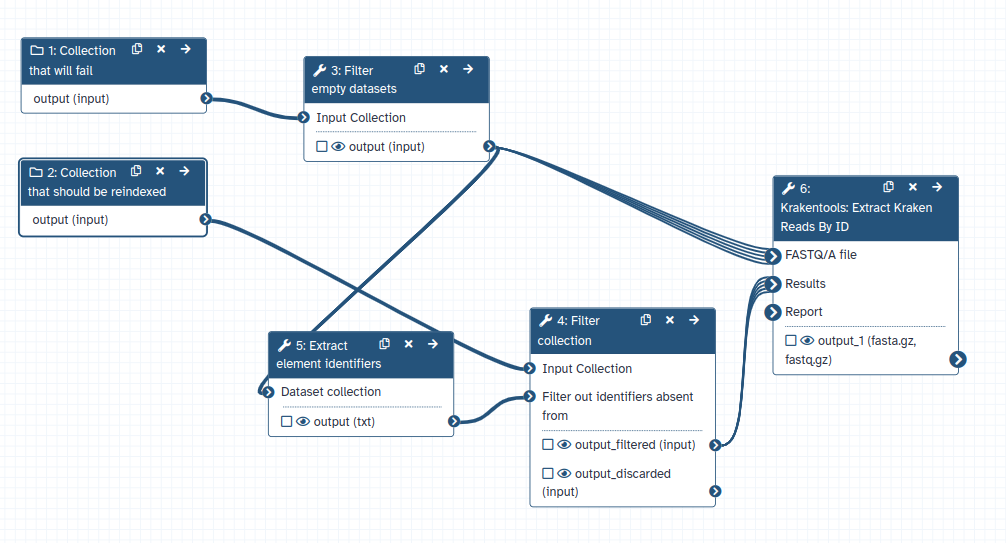 1: Collection
that will fail
output (input)
2: Collection
that should be reindexed
output (input)
3: Filter
empty datasets
Input Collection
output (input)
5: Extract
element identifiers
Dataset collection
output (txt)
4: Filter
collection
Input Collection
Filter out identifiers absent
from
output_filtered (input)
output_discarded
(input)
6:
Krakentools: Extract Kraken
Reads By ID
FASTQ/A file
Results
Report
output_1 (fasta.gz,
fastq.gz)